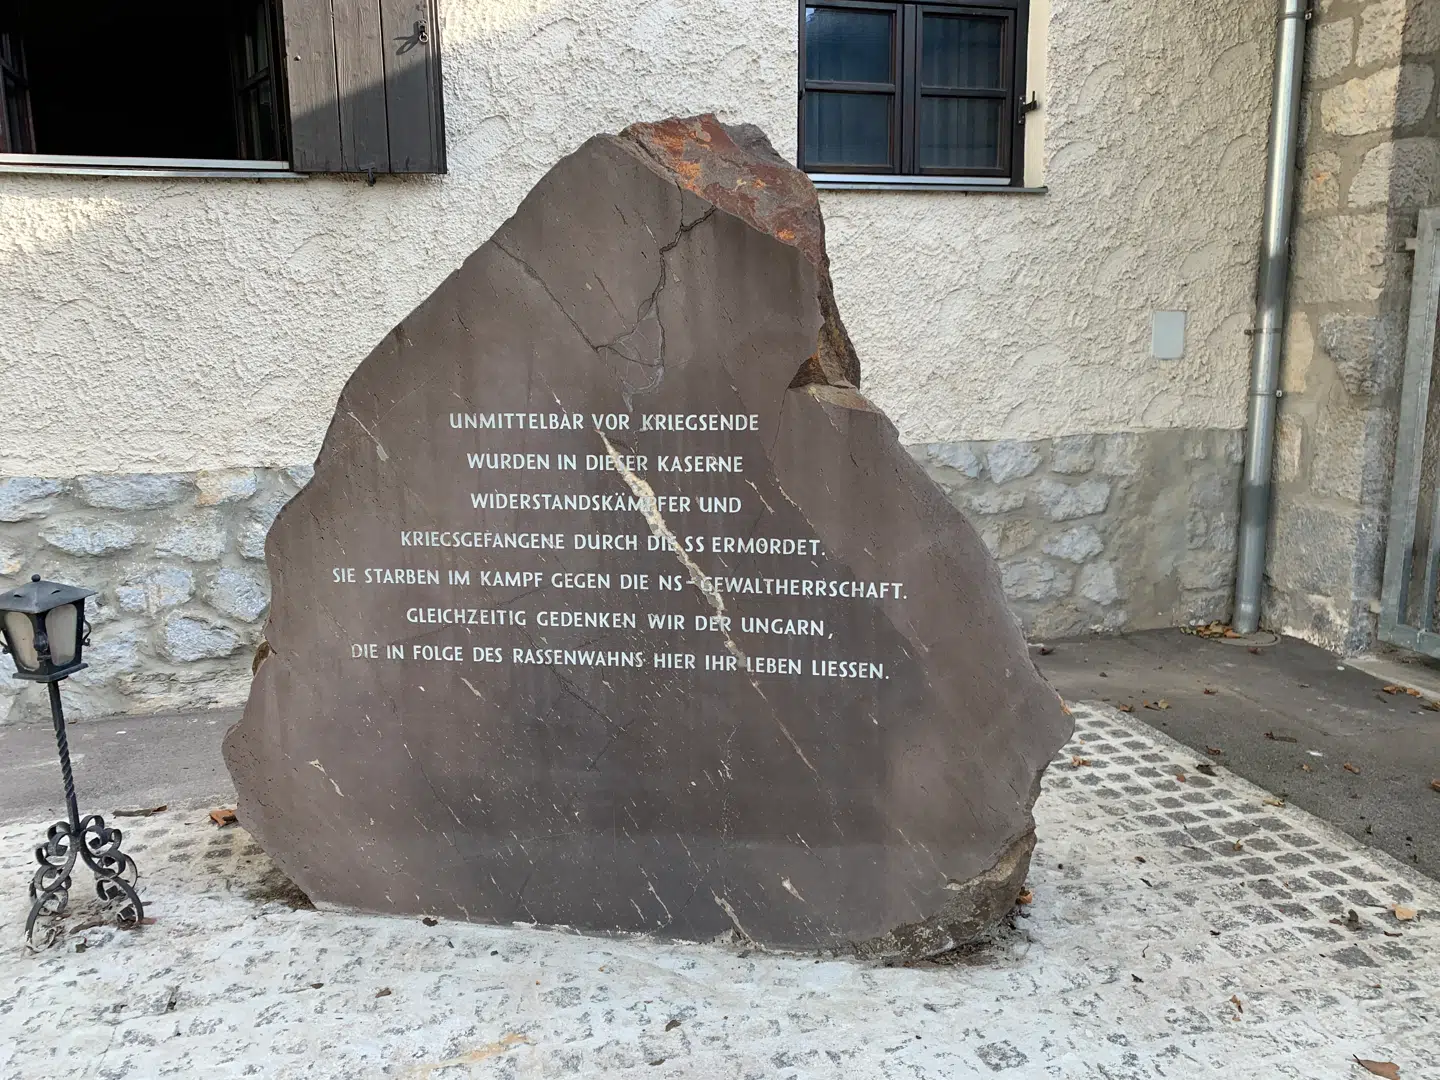 UNMITTELBAR VOR KRIEGSENDE
WURDEN IN DIESER KASERNE
WIDERSTANDSKÄMPFER UND
KRIEGSGEFANGENE DURCH DIE SS ERMORDET.
SIE STARBEN IM KAMPF GEGEN DIE NS-GEWALTHERRSCHAFT.
GLEICHZEITIG GEDENKEN WIR DER UNGARN,
DIE IN FOLGE DES RASSENWAHNS HIER IHR LEBEN LIESSEN.